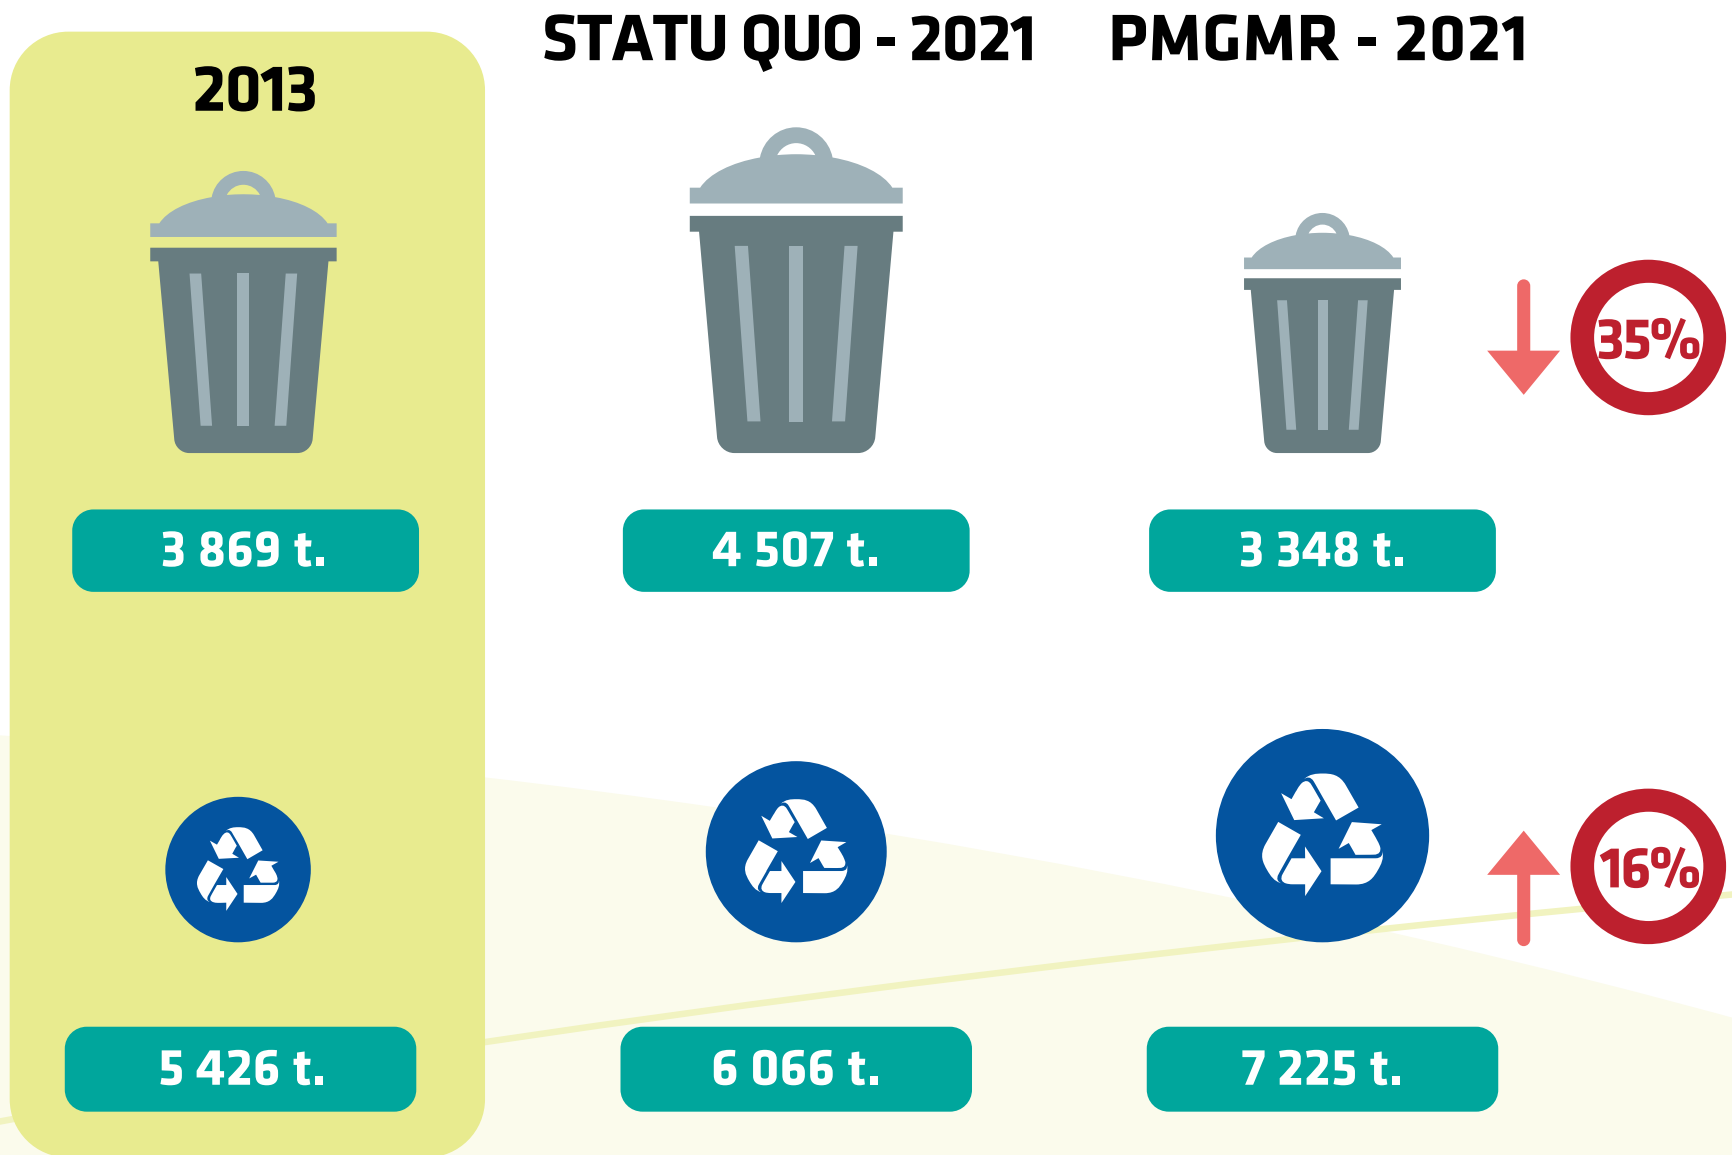 2013
STATU QUO - 2021
PMGMR - 2021
35%
3 869 t.
4 507 t.
3 348 t.
16%
5 426 t.
6 066 t.
7 225 t.